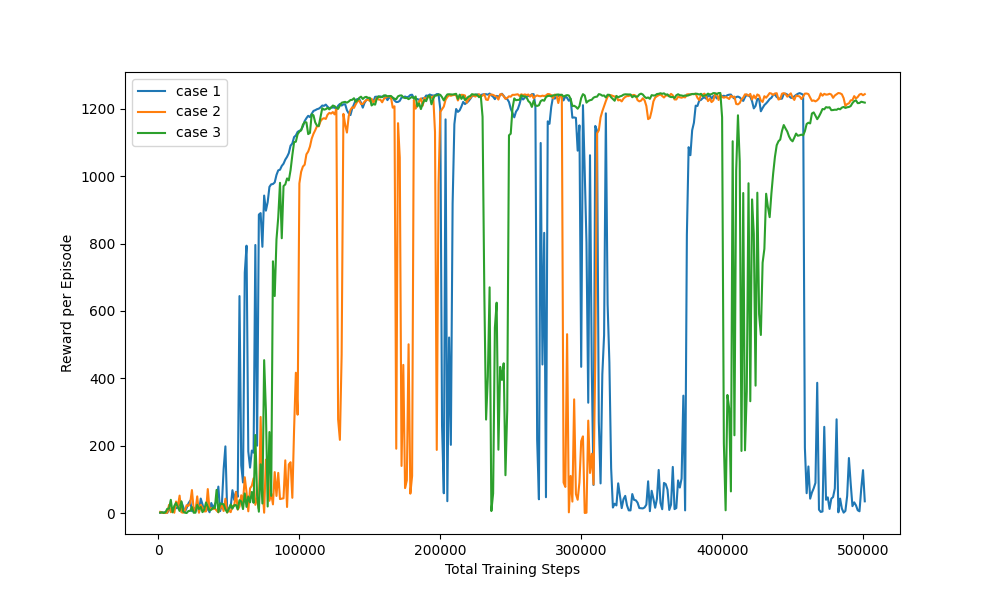 case 1
case 2
case 3
Reward per Episode
1200
1000
800
600
400
200
0
0 100000 200000 300000 400000 500000
Total Training Steps